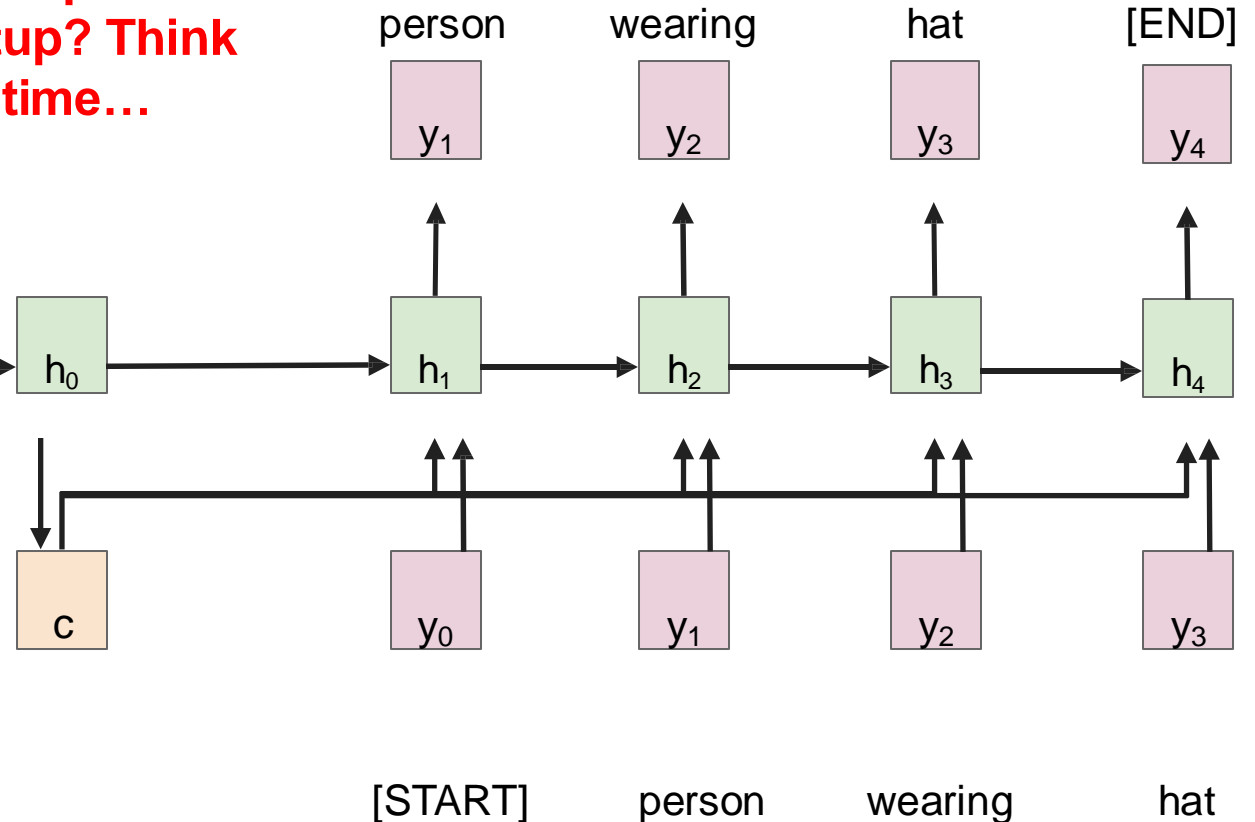 up? Think
time…
person wearing hat [END]
y₁ y₂ y₃ y₄
h₀ h₁ h₂ h₃ h₄
c y₀ y₁ y₂ y₃
[START] person wearing hat